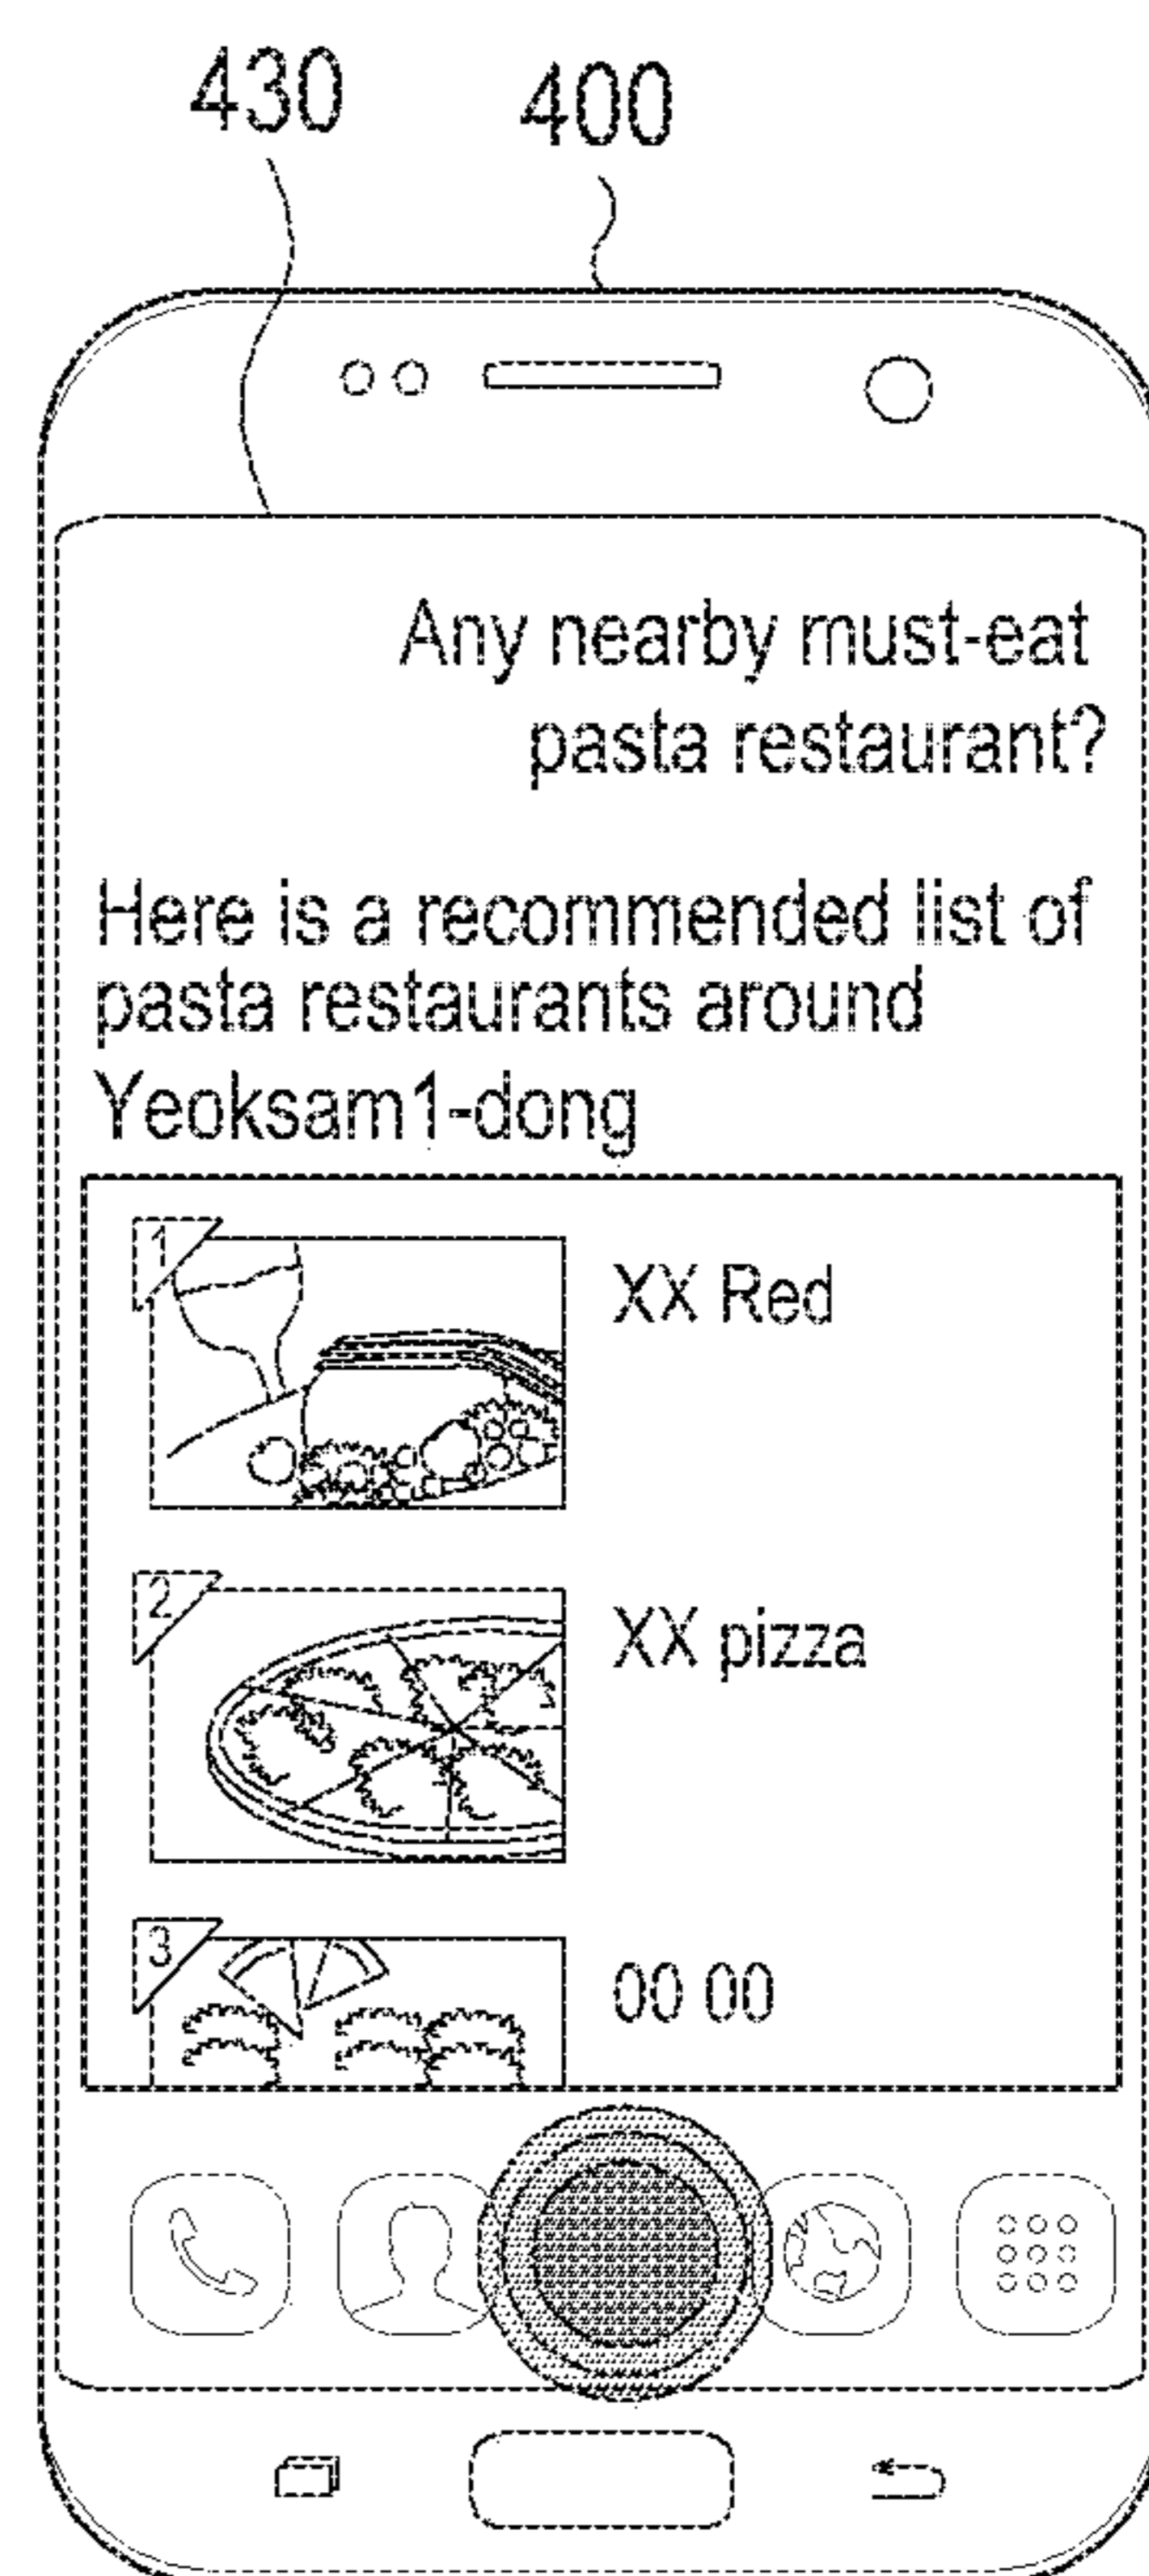 430 400
Any nearby must-eat
pasta restaurant?
Here is a recommended list of
pasta restaurants around
Yeoksam1-dong
1
XX Red
2
XX pizza
3
00 00